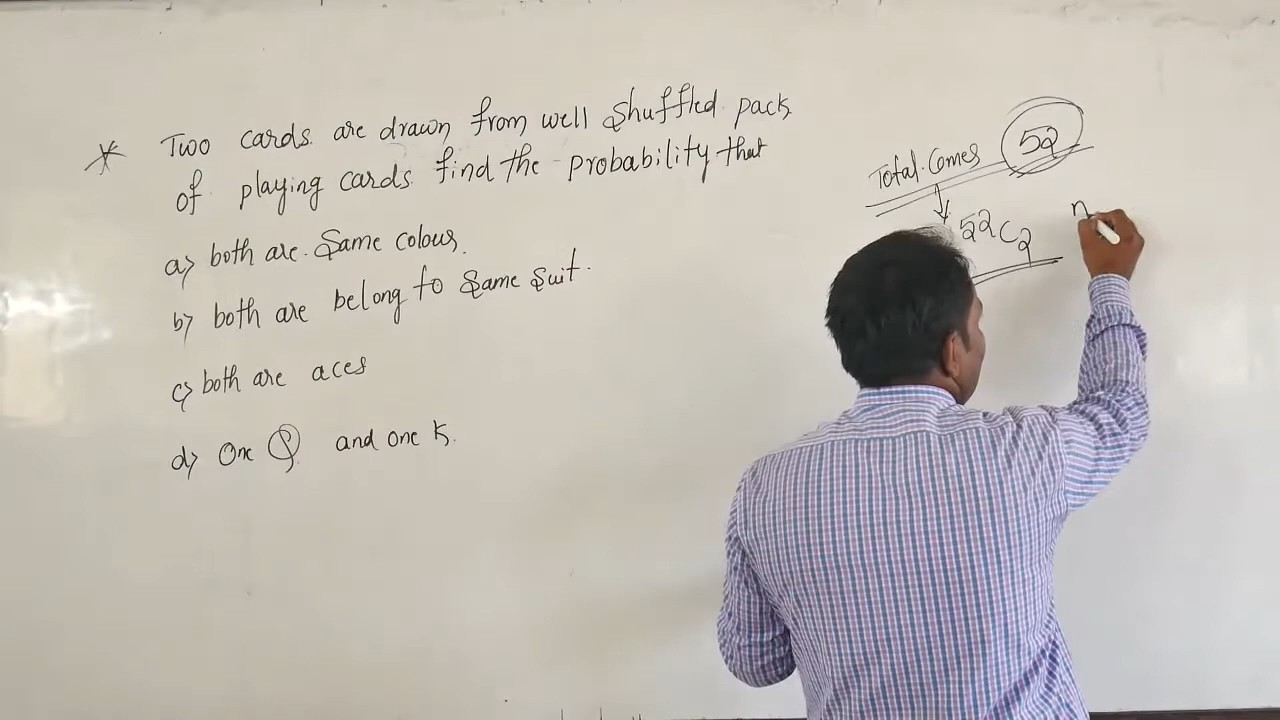 Two cards are drawn from well shuffled pack
of playing cards find the probability that
a) both are same colour.
b) both are belong to same suit.
c) both are aces
d) One Q and one K.
Total Comes 52
52C2
n